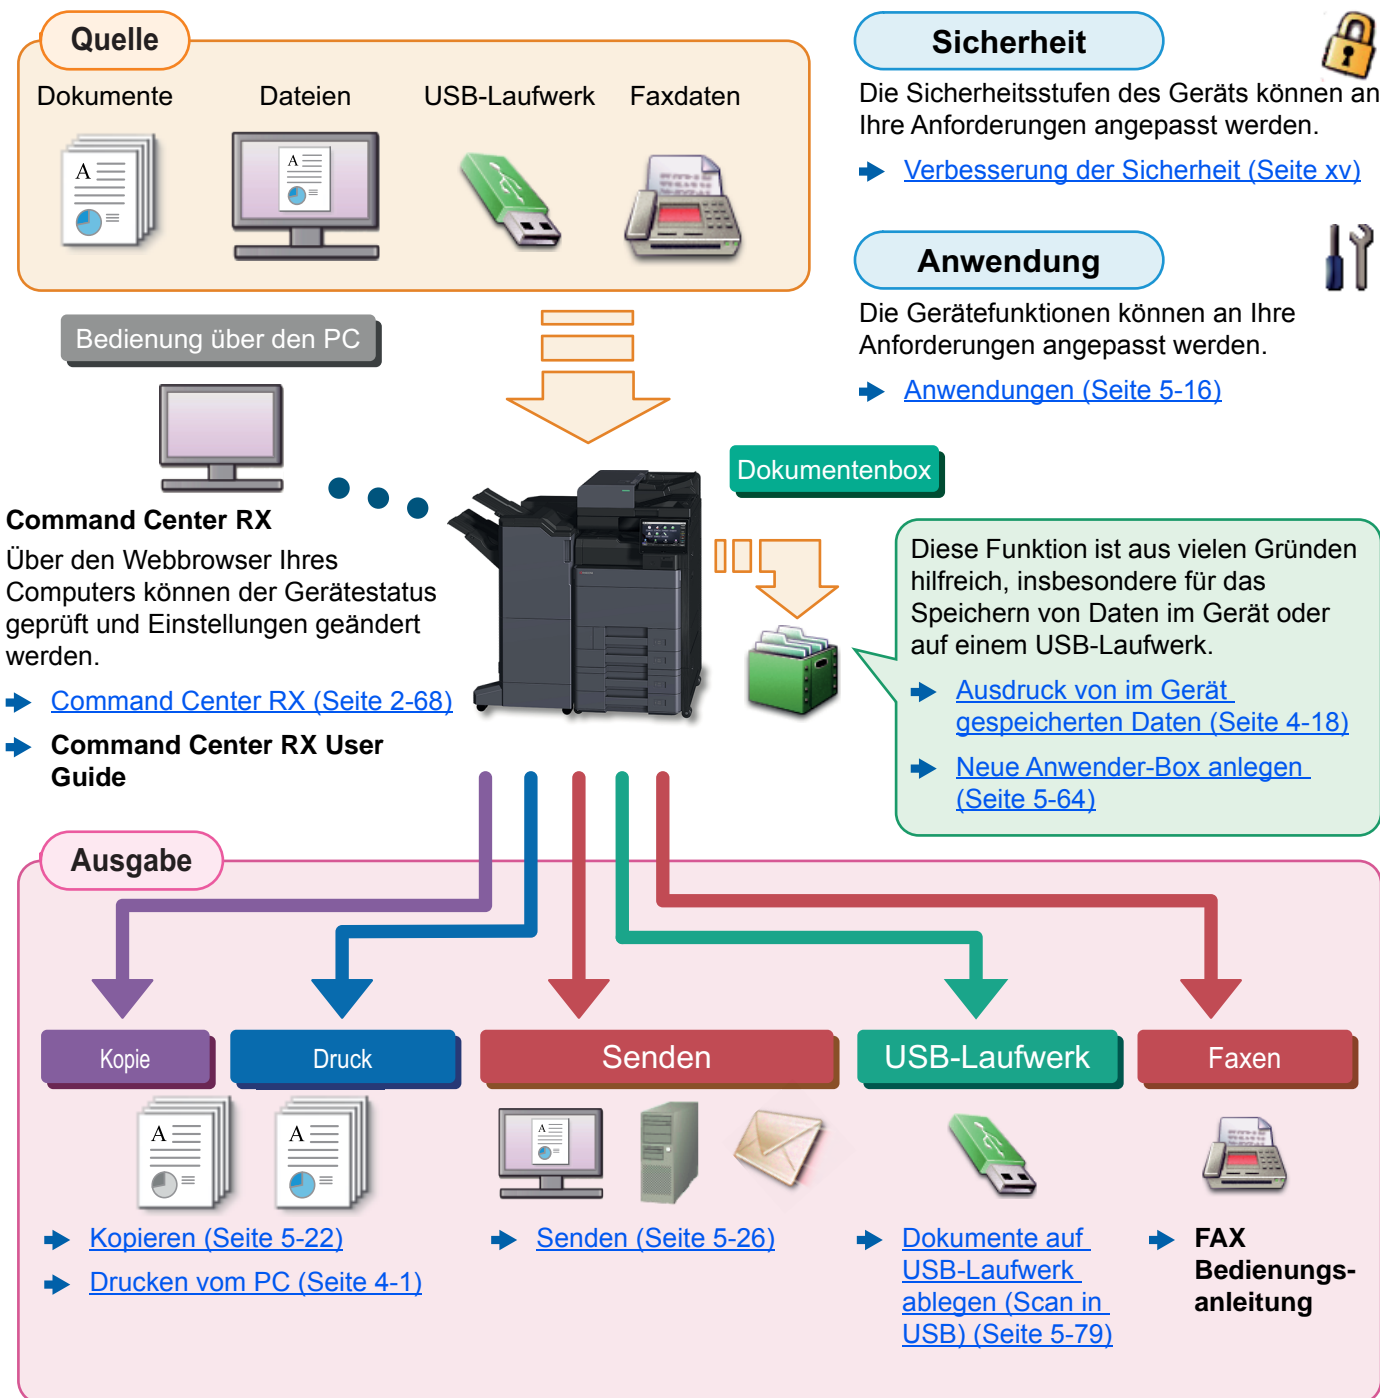 Quelle
Dokumente
Dateien
USB-Laufwerk
Faxdaten
Sicherheit
Die Sicherheitsstufen des Geräts können an
Ihre Anforderungen angepasst werden.
Verbesserung der Sicherheit (Seite xv)
Anwendung
Die Gerätefunktionen können an Ihre
Anforderungen angepasst werden.
Anwendungen (Seite 5-16)
Bedienung über den PC
Command Center RX
Über den Webbrowser Ihres
Computers können der Gerätestatus
geprüft und Einstellungen geändert
werden.
Command Center RX (Seite 2-68)
Command Center RX User
Guide
Dokumentenbox
Diese Funktion ist aus vielen Gründen
hilfreich, insbesondere für das
Speichern von Daten im Gerät oder
auf einem USB-Laufwerk.
Ausdruck von im Gerät
gespeicherten Daten (Seite 4-18)
Neue Anwender-Box anlegen
(Seite 5-64)
Ausgabe
Kopie
Druck
Senden
USB-Laufwerk
Faxen
Kopieren (Seite 5-22)
Drucken vom PC (Seite 4-1)
Senden (Seite 5-26)
Dokumente auf
USB-Laufwerk
ablegen (Scan in
USB) (Seite 5-79)
FAX
Bedienungs-
anleitung